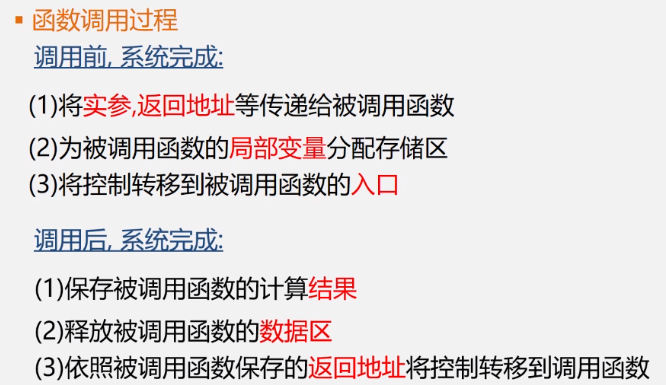 ▪ 函数调用过程
调用前, 系统完成:
(1)将实参,返回地址等传递给被调用函数
(2)为被调用函数的局部变量分配存储区
(3)将控制转移到被调用函数的入口
调用后, 系统完成:
(1)保存被调用函数的计算结果
(2)释放被调用函数的数据区
(3)依照被调用函数保存的返回地址将控制转移到调用函数